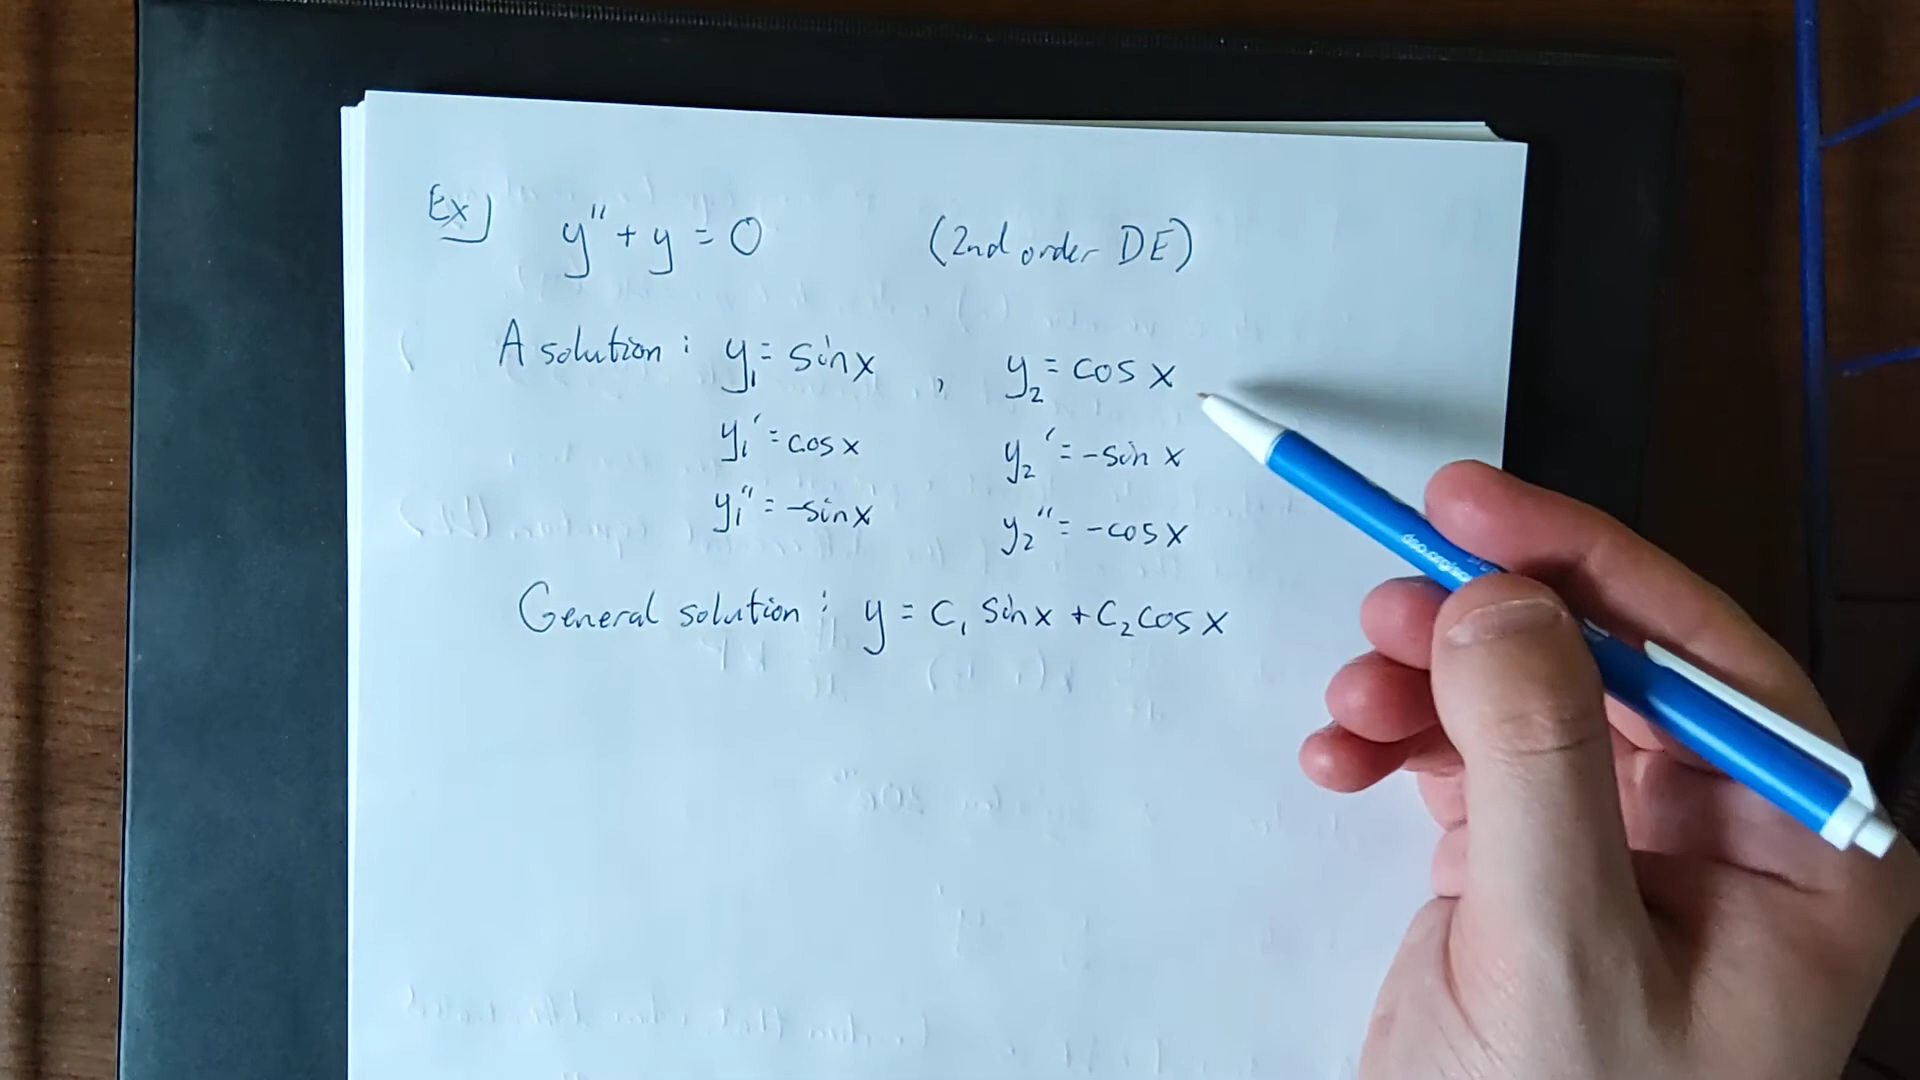 Ex) y" + y = 0 (2nd order DE)
A solution : y₁ = sin x , y₂ = cos x
y₁' = cos x y₂' = -sin x
y₁" = -sin x y₂" = -cos x
General solution : y = C₁ sin x + C₂ cos x